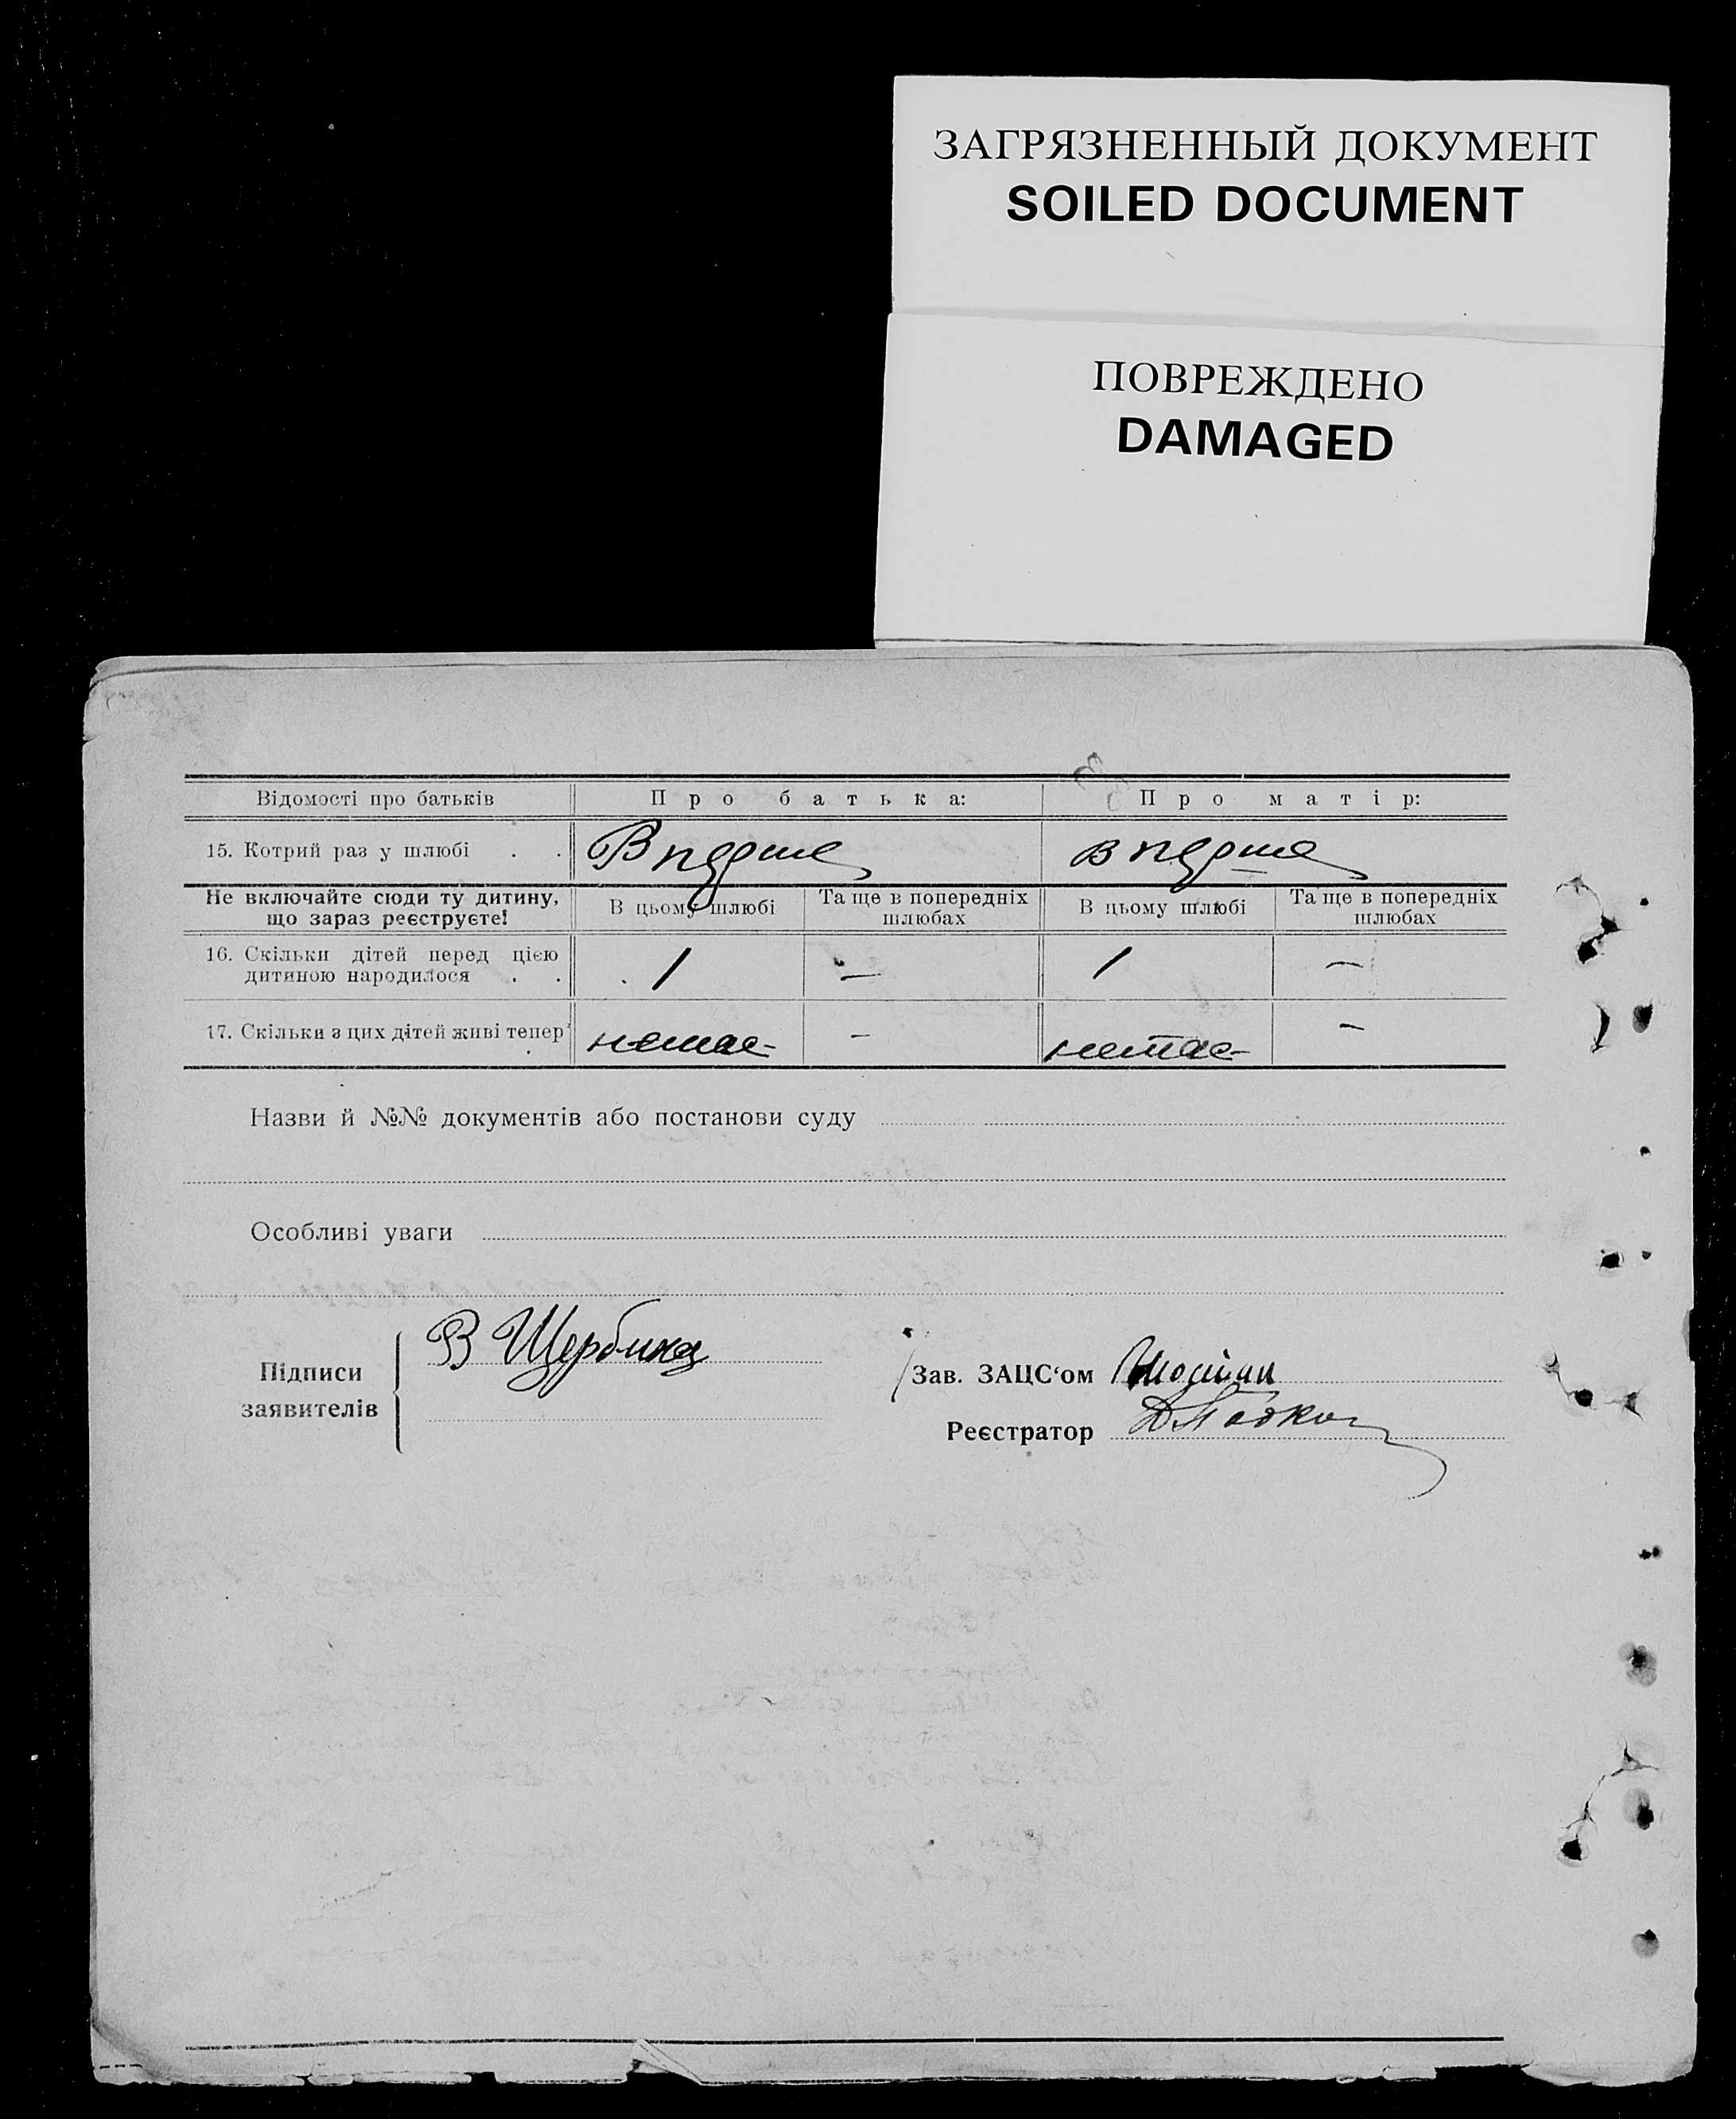 ЗАГРЯЗНЕННЫЙ ДОКУМЕНТ
SOILED DOCUMENT
ПОВРЕЖДЕНО
DAMAGED
Відомості про батьків Про батька: Про матір:
15. Котрий раз у шлюбі . . Вперше вперше
Не включайте сюди ту дитину, що зараз реєструєте! В цьому шлюбі Та ще в попередніх шлюбах В цьому шлюбі Та ще в попередніх шлюбах
16. Скільки дітей перед цією дитиною народилося . . 1 — 1 —
17. Скільки з цих дітей живі тепер . немає – немає –
Назви й №№ документів або постанови суду
Особливі уваги
Підписи заявителів В Щербина
Зав. ЗАЦС‘ом
Реєстратор